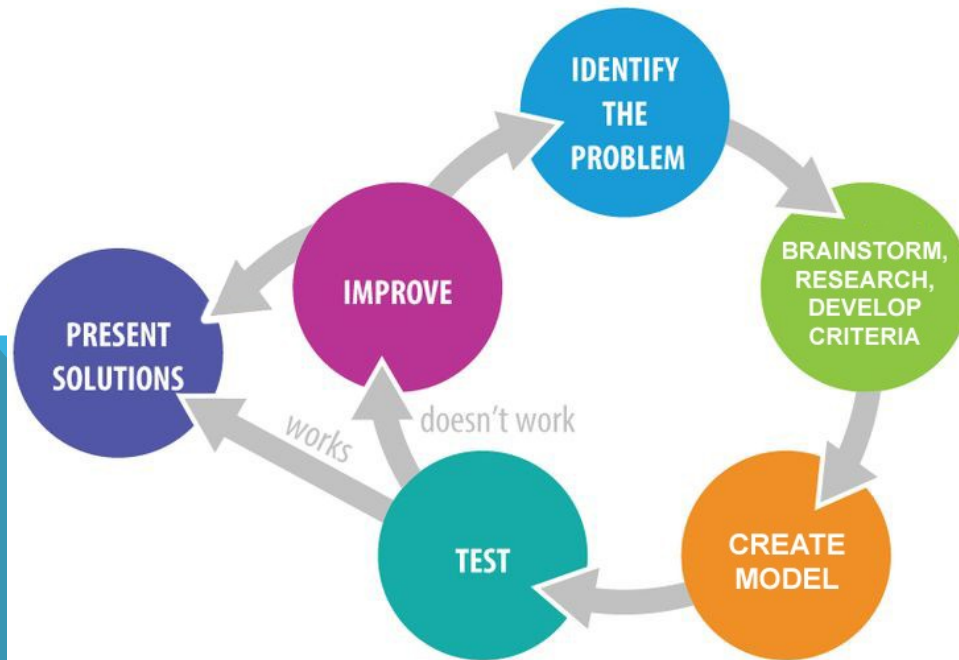 IDENTIFY
THE
PROBLEM
BRAINSTORM,
RESEARCH,
DEVELOP
CRITERIA
CREATE
MODEL
TEST
works
doesn't work
IMPROVE
PRESENT
SOLUTIONS